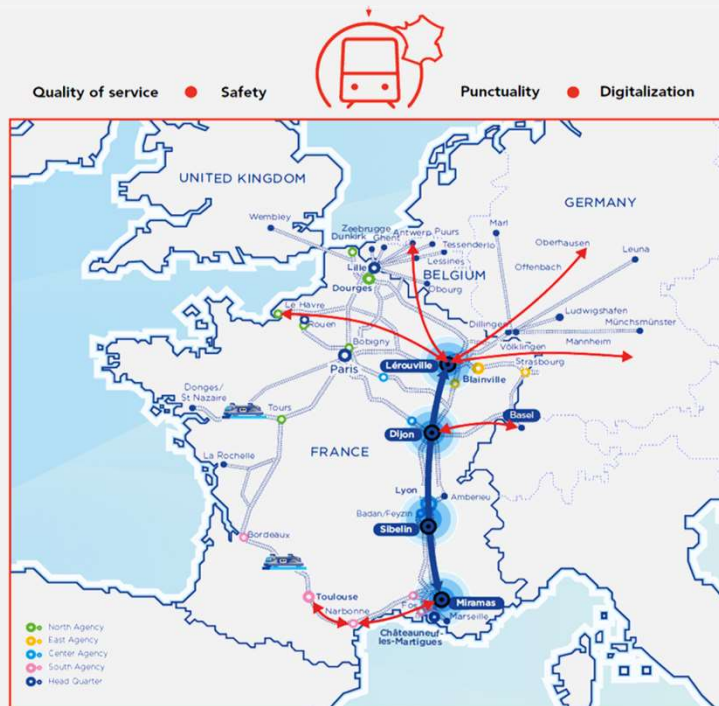 Quality of service ● Safety
Punctuality ● Digitalization
UNITED KINGDOM
GERMANY
Wembley
Zeebrugge
Dunkirk
Ghent
Antwerp
Puurs
Tessenderlo
Lessines
Marl
Oberhausen
Leuna
Lille
BELGIUM
Offenbach
Dourges
Obourg
Le Havre
Rouen
Ludwigshafen
Dillingen
Münchsmünster
Bobigny
Völklingen
Mannheim
Paris
Lérouville
Strasbourg
Blainville
Donges/
St Nazaire
Tours
Basel
Dijon
FRANCE
La Rochelle
Lyon
Amberieu
Badan/Feyzin
Sibelin
Bordeaux
Toulouse
Narbonne
Fos
Miramas
Marseille
Châteauneuf-
les-Martigues
North Agency
East Agency
Center Agency
South Agency
Head Quarter